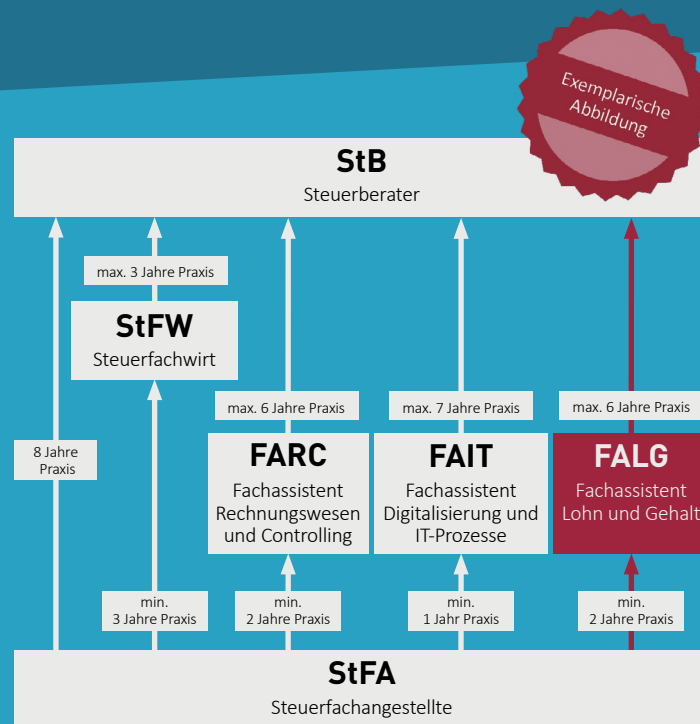 Exemplarische
Abbildung
StB
Steuerberater
max. 3 Jahre Praxis
StFW
Steuerfachwirt
8 Jahre
Praxis
max. 6 Jahre Praxis
FARC
Fachassistent
Rechnungswesen
und Controlling
max. 7 Jahre Praxis
FAIT
Fachassistent
Digitalisierung und
IT-Prozesse
max. 6 Jahre Praxis
FALG
Fachassistent
Lohn und Gehalt
min.
3 Jahre Praxis
min.
2 Jahre Praxis
min.
1 Jahr Praxis
min.
2 Jahre Praxis
StFA
Steuerfachangestellte